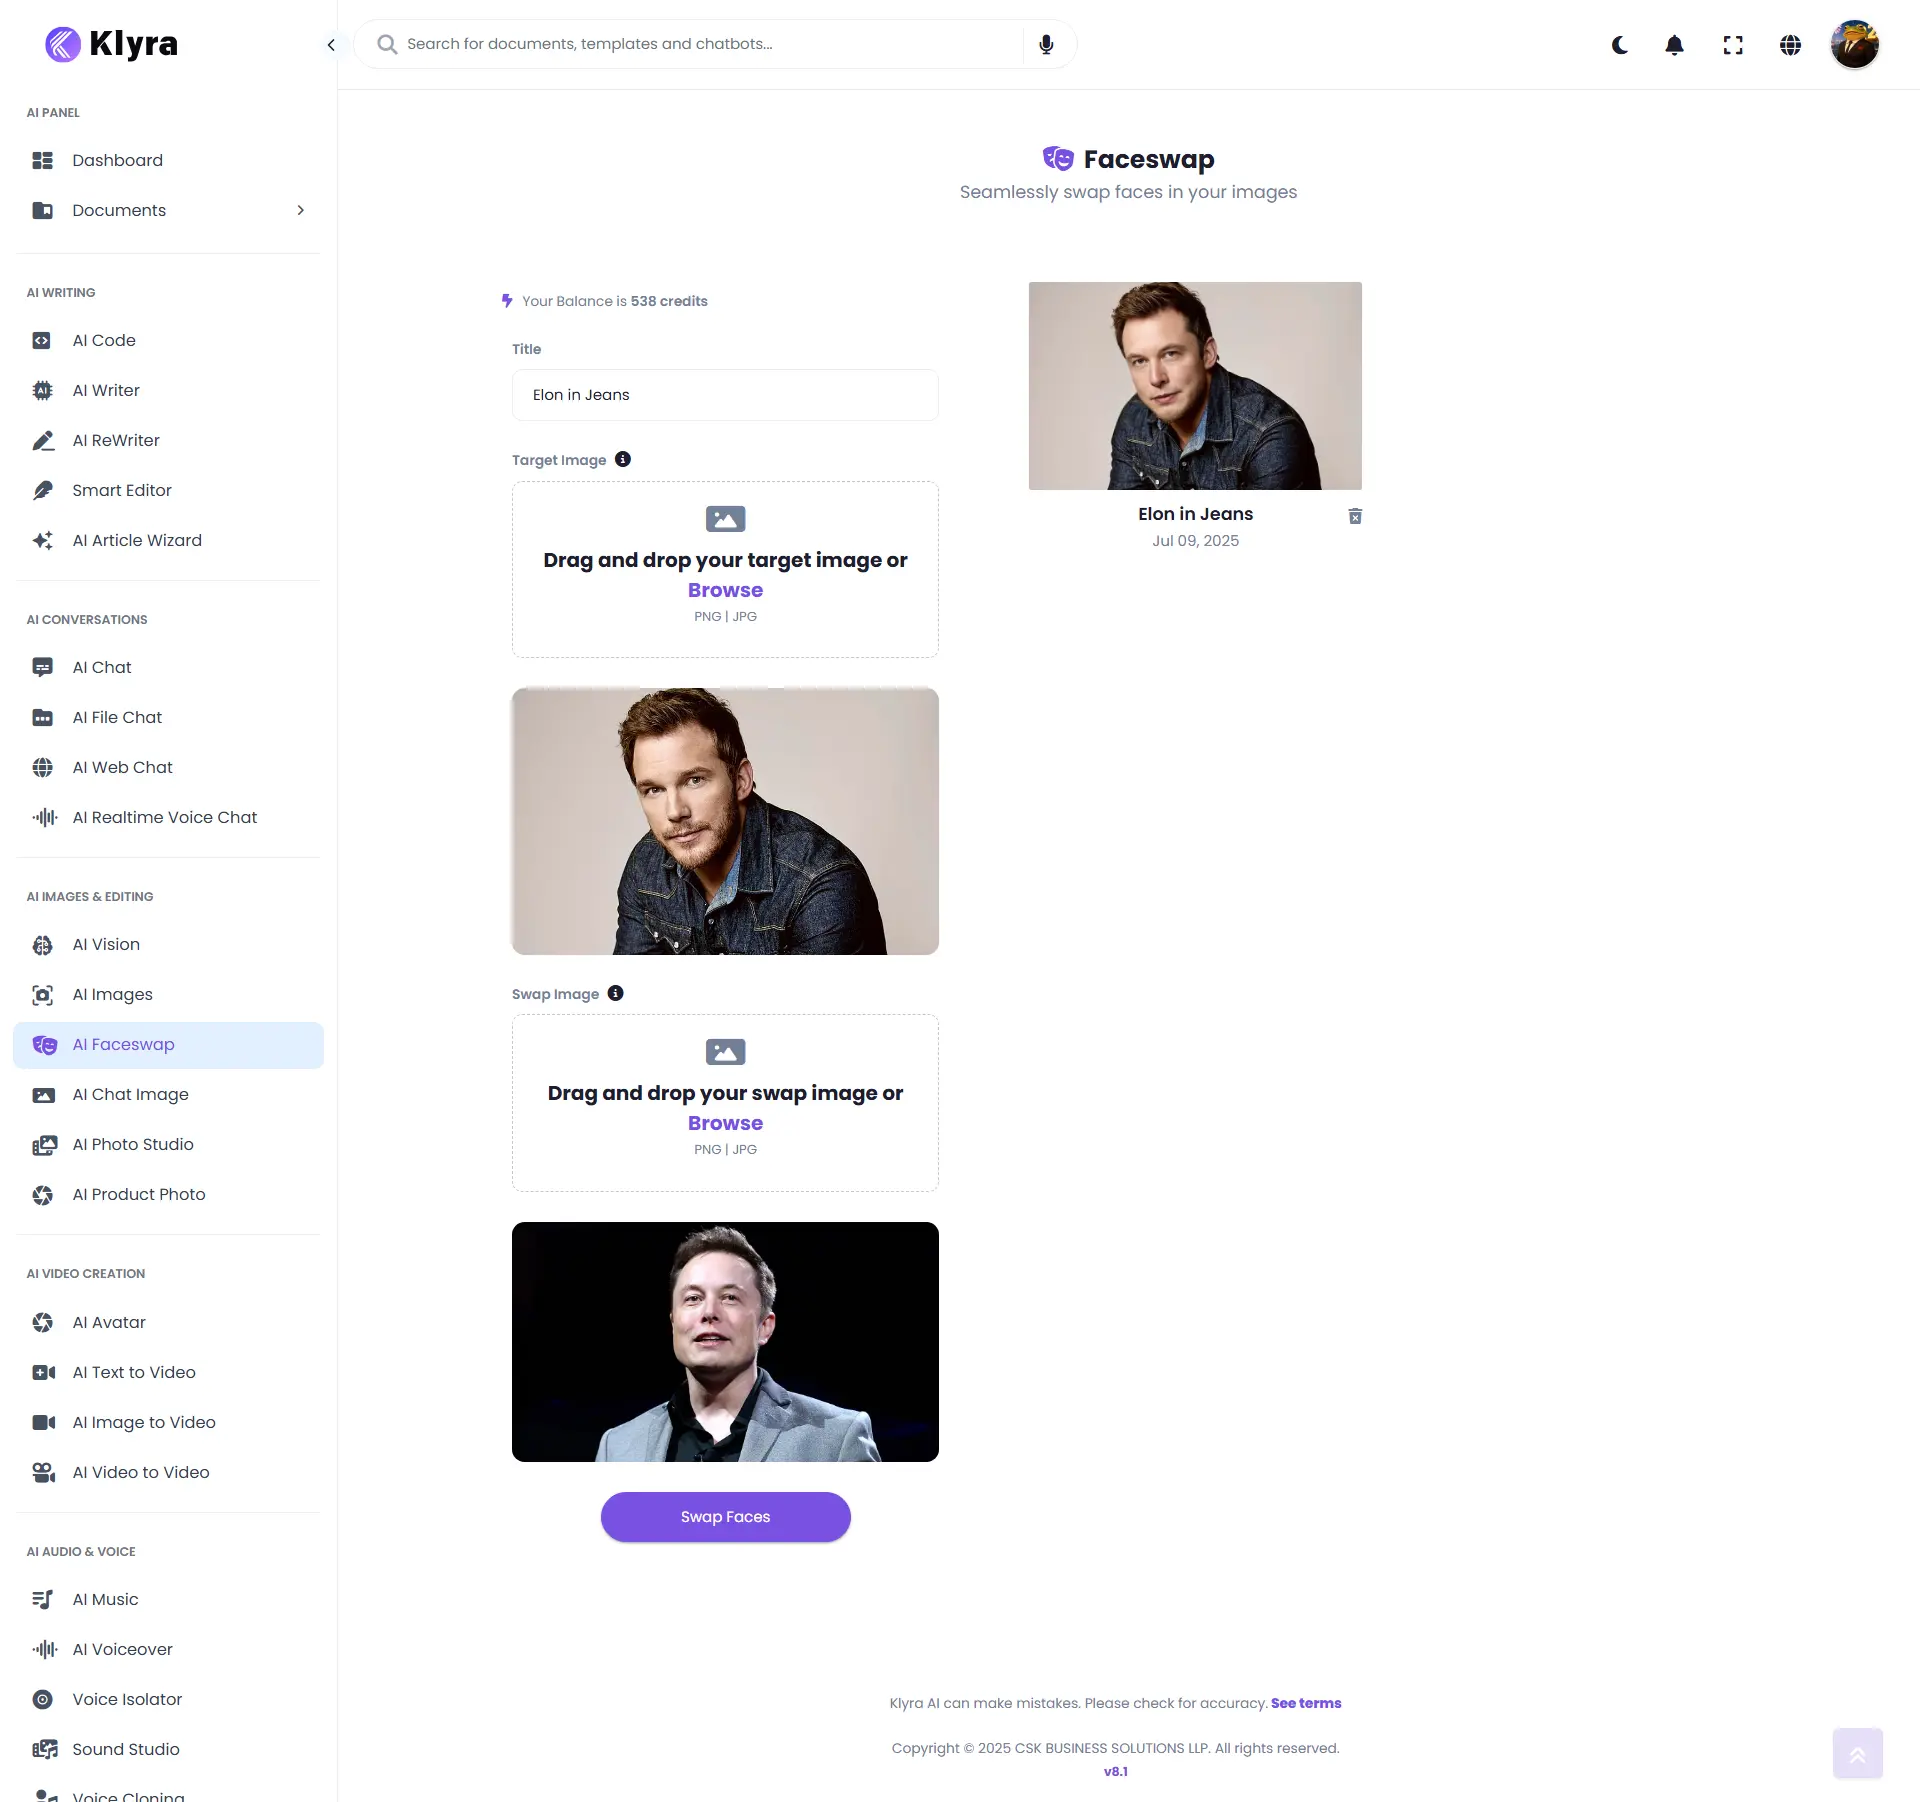 Klyra
Search for documents, templates and chatbots...
AI PANEL
Dashboard
Documents
AI WRITING
AI Code
AI Writer
AI ReWriter
Smart Editor
AI Article Wizard
AI CONVERSATIONS
AI Chat
AI File Chat
AI Web Chat
AI Realtime Voice Chat
AI IMAGES & EDITING
AI Vision
AI Images
AI Faceswap
AI Chat Image
AI Photo Studio
AI Product Photo
AI VIDEO CREATION
AI Avatar
AI Text to Video
AI Image to Video
AI Video to Video
AI AUDIO & VOICE
AI Music
AI Voiceover
Voice Isolator
Sound Studio
Voice Cloning
Faceswap
Seamlessly swap faces in your images
Your Balance is 538 credits
Title
Elon in Jeans
Target Image
Drag and drop your target image or
Browse
PNG | JPG
Swap Image
Drag and drop your swap image or
Browse
PNG | JPG
Swap Faces
Elon in Jeans
Jul 09, 2025
Klyra AI can make mistakes. Please check for accuracy. See terms
Copyright © 2025 CSK BUSINESS SOLUTIONS LLP. All rights reserved.
v8.1